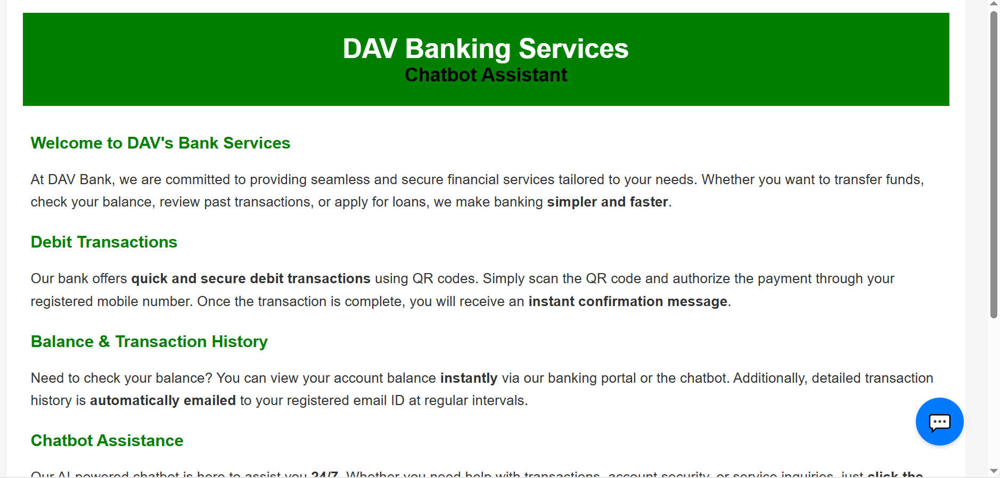 DAV Banking Services
Chatbot Assistant
Welcome to DAV's Bank Services
At DAV Bank, we are committed to providing seamless and secure financial services tailored to your needs. Whether you want to transfer funds,
check your balance, review past transactions, or apply for loans, we make banking simpler and faster.
Debit Transactions
Our bank offers quick and secure debit transactions using QR codes. Simply scan the QR code and authorize the payment through your
registered mobile number. Once the transaction is complete, you will receive an instant confirmation message.
Balance & Transaction History
Need to check your balance? You can view your account balance instantly via our banking portal or the chatbot. Additionally, detailed transaction
history is automatically emailed to your registered email ID at regular intervals.
Chatbot Assistance
Our AI-powered chatbot is here to assist you 24/7. Whether you need help with transactions, account security, or service inquiries, just click the